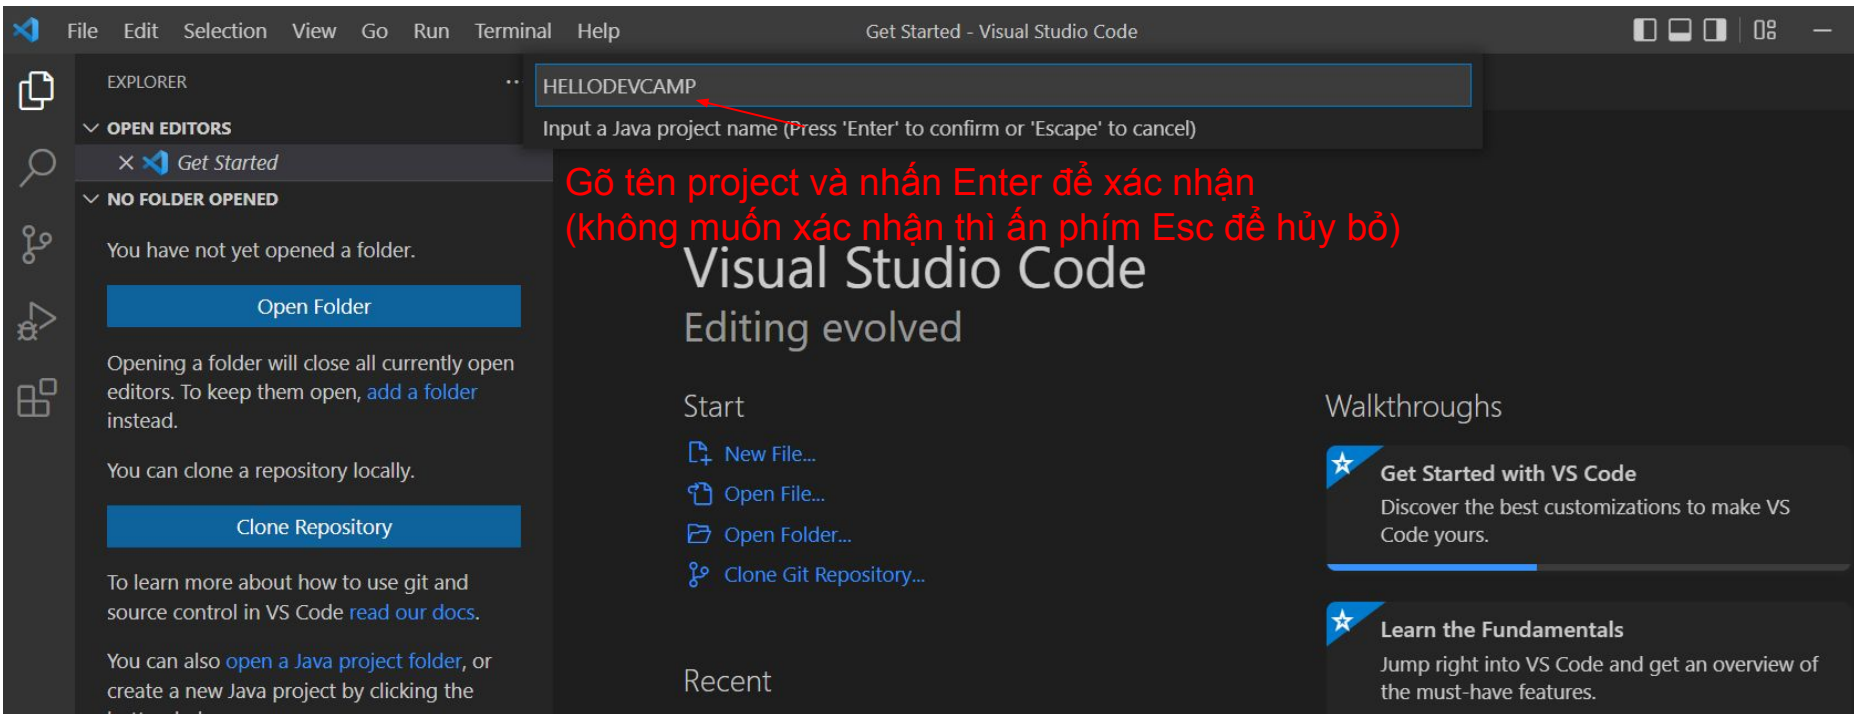 File Edit Selection View Go Run Terminal Help
Get Started - Visual Studio Code
EXPLORER
HELLODEVCAMP
Input a Java project name (Press 'Enter' to confirm or 'Escape' to cancel)
Gõ tên project và nhấn Enter để xác nhận
(không muốn xác nhận thì ấn phím Esc để hủy bỏ)
OPEN EDITORS
Get Started
NO FOLDER OPENED
You have not yet opened a folder.
Open Folder
Opening a folder will close all currently open
editors. To keep them open, add a folder
instead.
You can clone a repository locally.
Clone Repository
To learn more about how to use git and
source control in VS Code read our docs.
You can also open a Java project folder, or
create a new Java project by clicking the
Visual Studio Code
Editing evolved
Start
New File...
Open File...
Open Folder...
Clone Git Repository...
Recent
Walkthroughs
Get Started with VS Code
Discover the best customizations to make VS
Code yours.
Learn the Fundamentals
Jump right into VS Code and get an overview of
the must-have features.